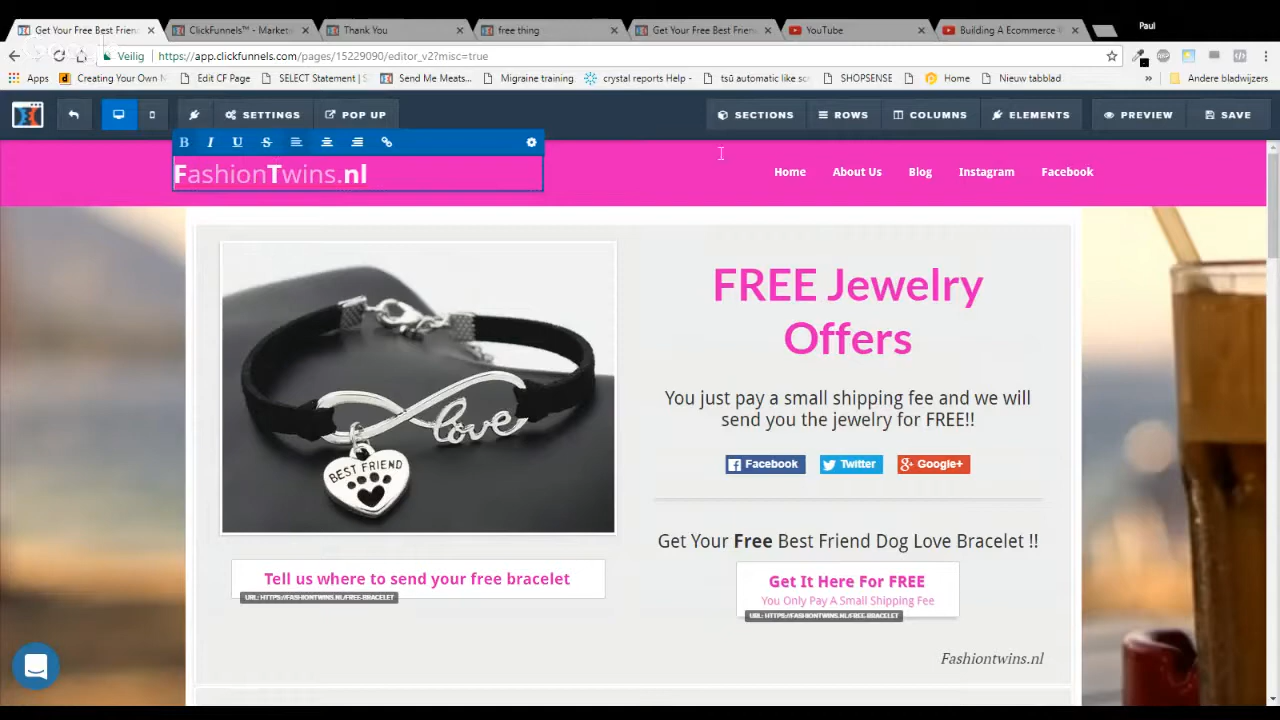 Paul
Get Your Free Best Frien
ClickFunnels™ - Market
Thank You
free thing
Get Your Free Best Frien
YouTube
Building A Ecommerce
Veilig
https://app.clickfunnels.com/pages/15229090/editor_v2?misc=true
Apps
Creating Your Own N
Edit CF Page
SELECT Statement |
Send Me Meats...
Migraine training
crystal reports Help -
tsū automatic like sc
SHOPSENSE
Home
Nieuw tabblad
»
Andere bladwijzers
SETTINGS
POP UP
SECTIONS
ROWS
COLUMNS
ELEMENTS
PREVIEW
SAVE
B I U S
FashionTwins.nl
Home
About Us
Blog
Instagram
Facebook
FREE Jewelry
Offers
You just pay a small shipping fee and we will
send you the jewelry for FREE!!
Facebook
Twitter
Google+
love
BEST FRIEND
Get Your Free Best Friend Dog Love Bracelet !!
Tell us where to send your free bracelet
URL: HTTPS://FASHIONTWINS.NL/FREE-BRACELET
Get It Here For FREE
You Only Pay A Small Shipping Fee
URL: HTTPS://FASHIONTWINS.NL/FREE-BRACELET
Fashiontwins.nl